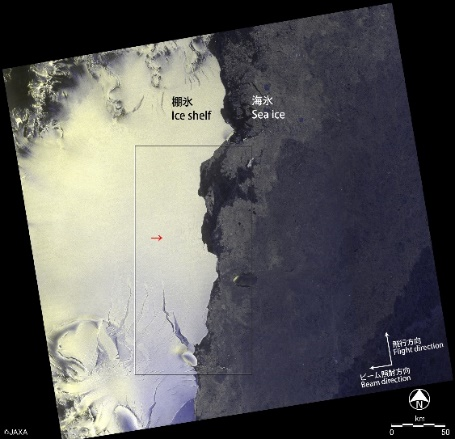 棚氷
Ice shelf
海氷
Sea ice
飛行方向
Flight direction
ビーム照射方向
Beam direction
N
km
0 50
©JAXA